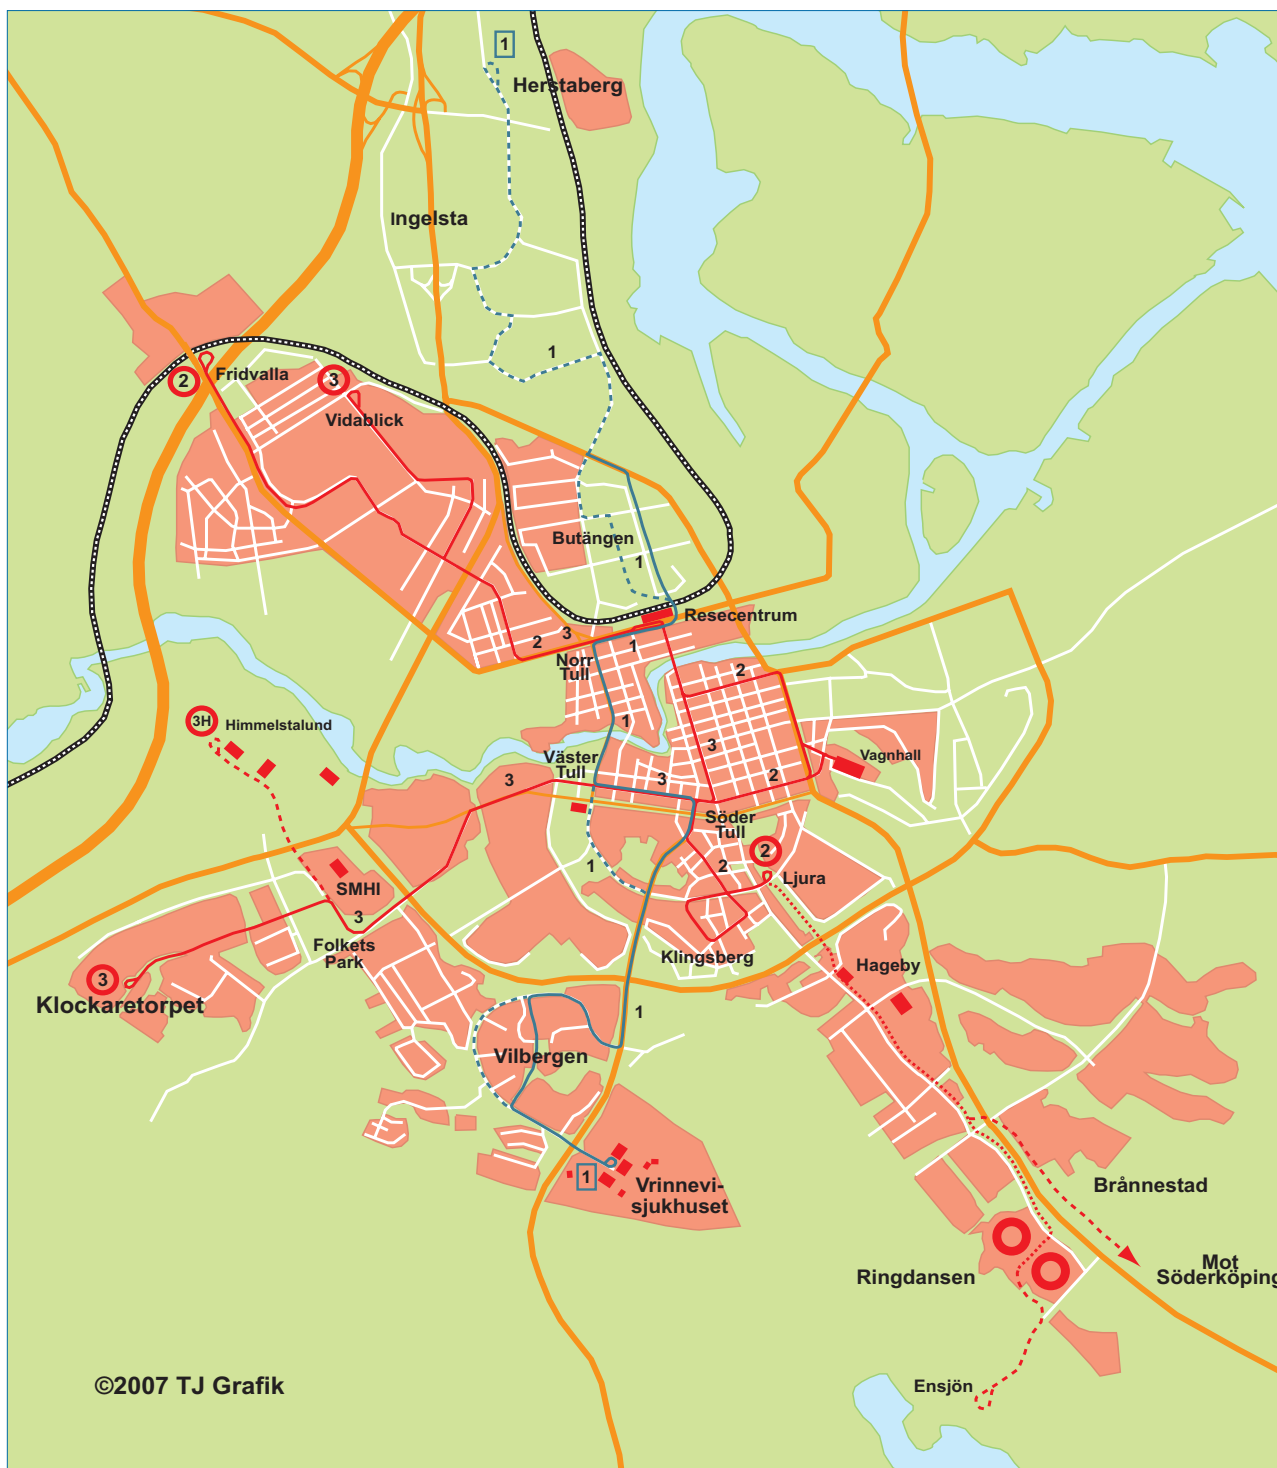 1
Herstaberg
Ingelsta
1
2
Fridvalla
3
Vidablick
Butängen
1
Resecentrum
2
3
1
Norr
Tull
2
3H
Himmelstalund
1
3
Väster
Tull
3
3
2
Vagnhall
Söder
Tull
2
1
2
Ljura
SMHI
3
Folkets
Park
Klingsberg
Hageby
3
Klockaretorpet
1
Vilbergen
1
Vrinnevi-
sjukhuset
Brånnestad
Ringdansen
Mot
Söderköping
Ensjön
©2007 TJ Grafik